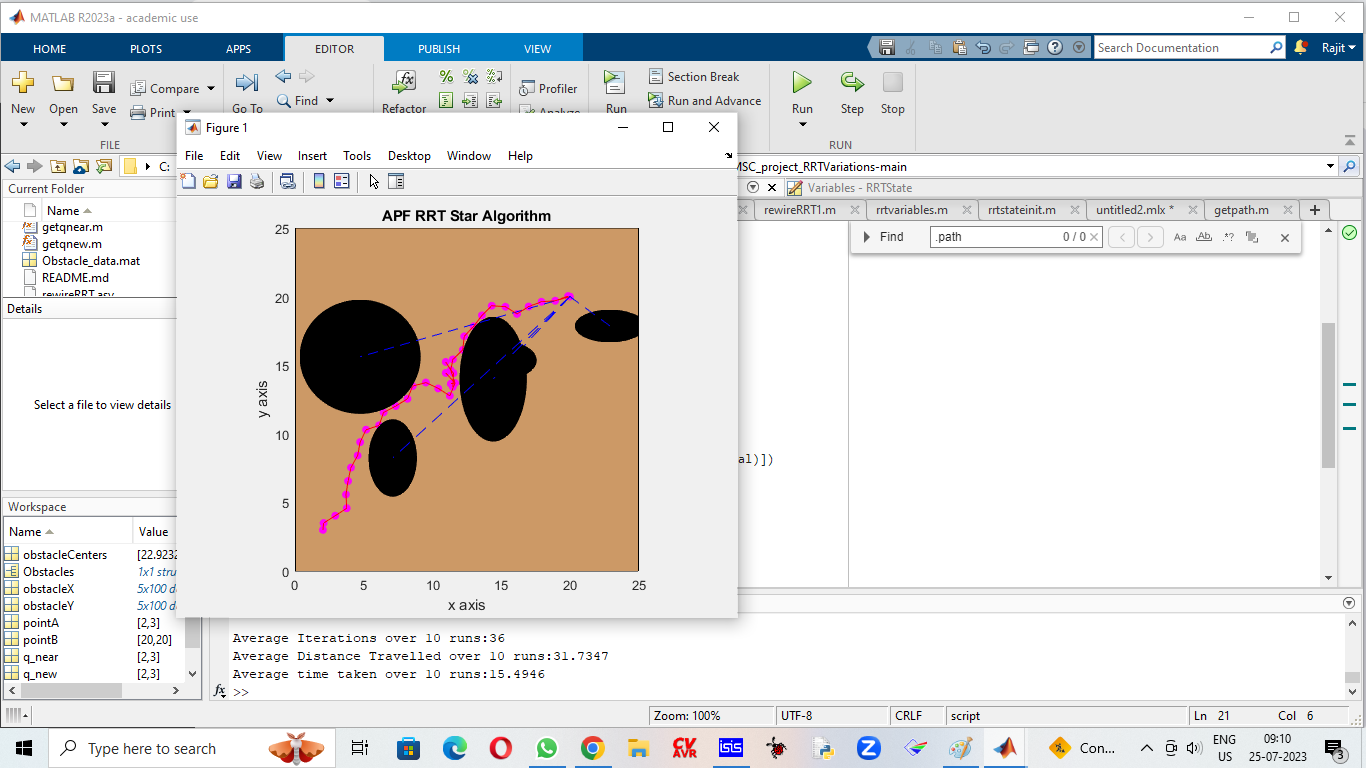 MATLAB R2023a - academic use
HOME PLOTS APPS EDITOR PUBLISH VIEW
Search Documentation
Rajit
New Open Save Compare Print Go To Find Refactor Profiler Analyze Run Section Break Run and Advance Run Step Stop
FILE RUN
C: MSC_project_RRTVariations-main
Current Folder
Name
getqnear.m
getqnew.m
Obstacle_data.mat
README.md
rewireRRT.asv
Details
Select a file to view details
Workspace
Name Value
obstacleCenters [22.9232
Obstacles 1x1 stru
obstacleX 5x100 d
obstacleY 5x100 d
pointA [2,3]
pointB [20,20]
q_near [2,3]
q_new [2,3]
Figure 1
File Edit View Insert Tools Desktop Window Help
APF RRT Star Algorithm
25
20
15
10
5
0
y axis
0 5 10 15 20 25
x axis
Variables - RRTState
rewireRRT1.m rrtvariables.m rrtstateinit.m untitled2.mlx * getpath.m
Find .path 0 / 0 Aa Ab .?*
al)])
Average Iterations over 10 runs:36
Average Distance Travelled over 10 runs:31.7347
Average time taken over 10 runs:15.4946
fx >>
Zoom: 100% UTF-8 CRLF script Ln 21 Col 6
Type here to search
CV AVR
isis
Con...
ENG US
09:10
25-07-2023
3